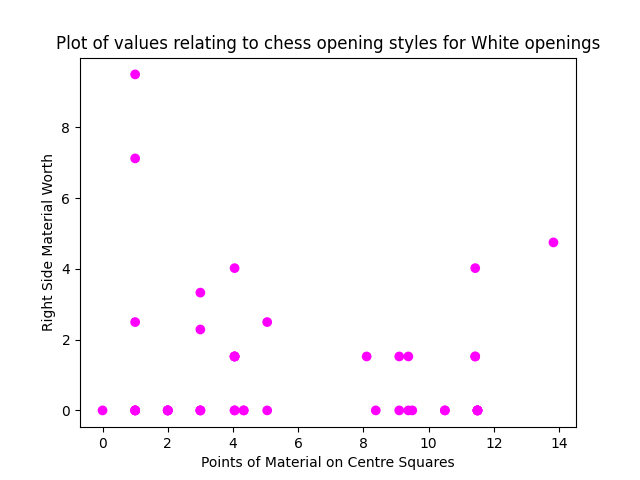 Plot of values relating to chess opening styles for White openings
8
6
4
2
0
Right Side Material Worth
0 2 4 6 8 10 12 14
Points of Material on Centre Squares